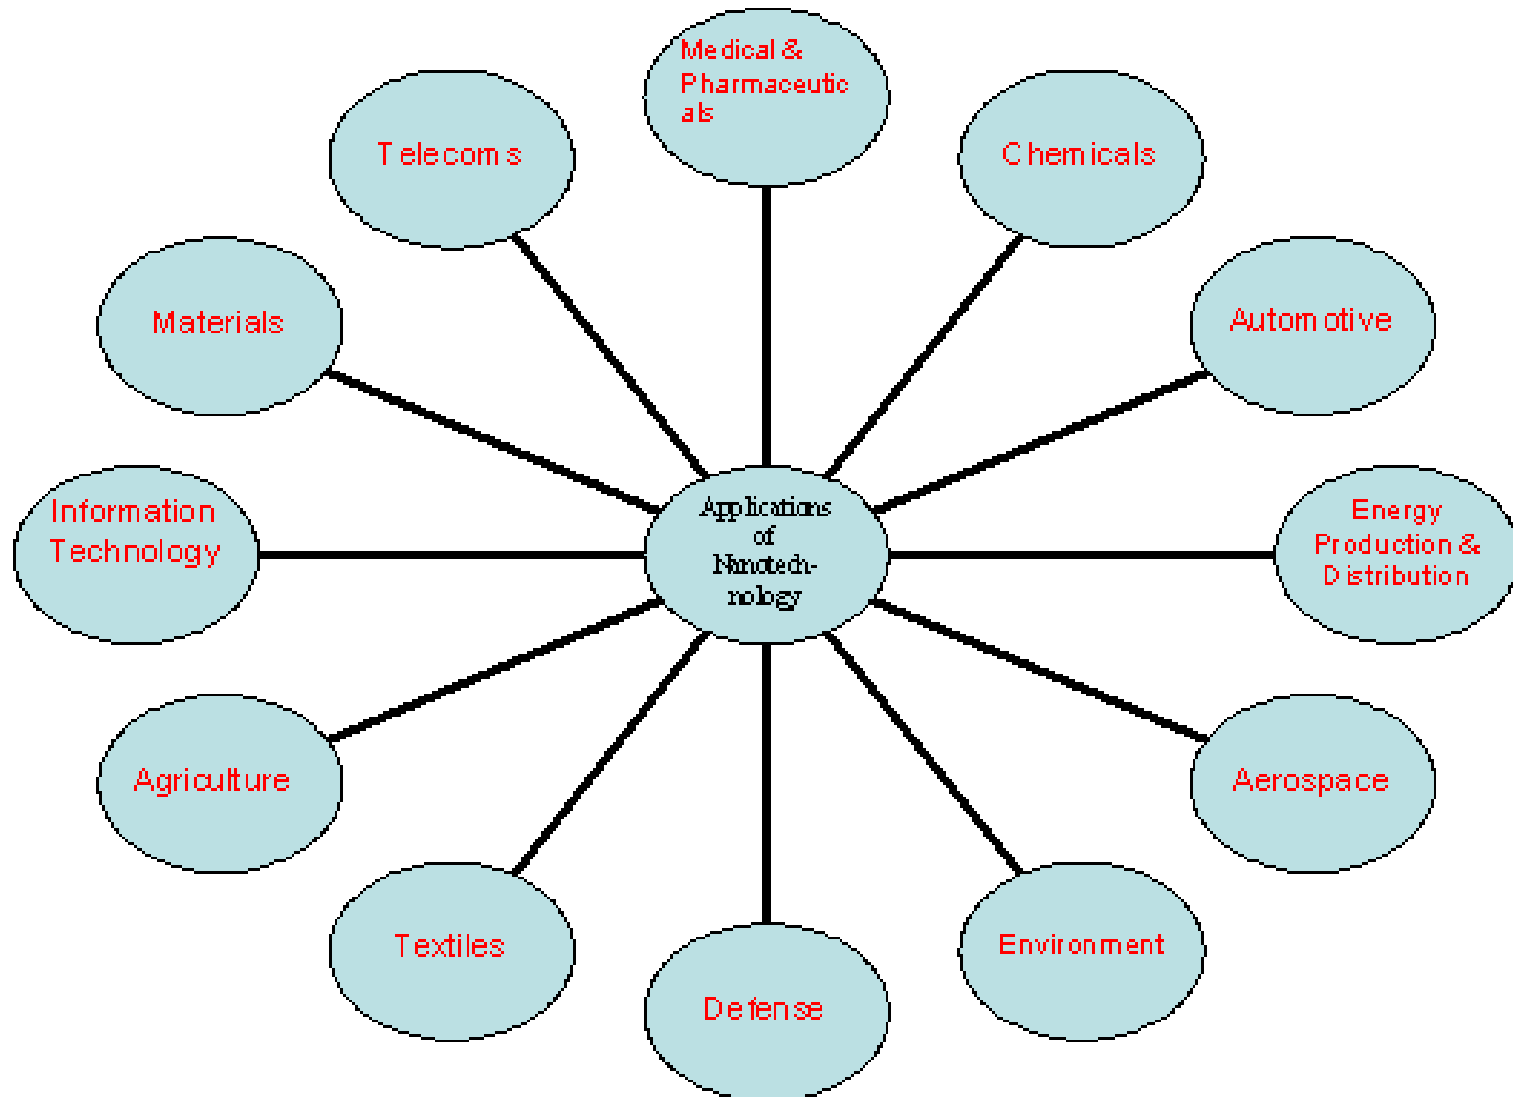 Medical &
Pharmaceutic
als
Telecoms
Chemicals
Materials
Automotive
Information
Technology
Applications
of
Nanotech-
nology
Energy
Production &
Distribution
Agriculture
Aerospace
Textiles
Environment
Defense